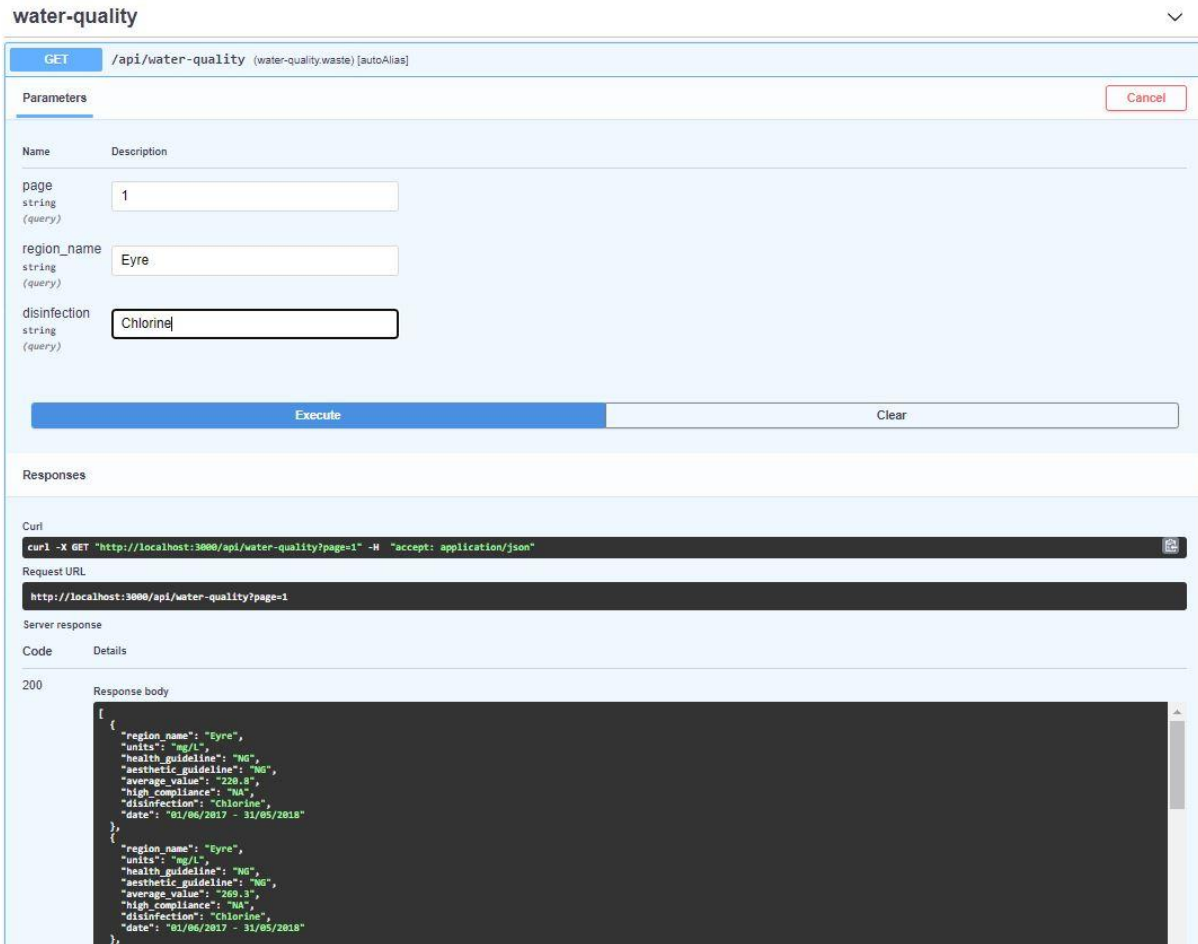 water-quality
GET /api/water-quality (water-quality.waste) [autoAlias]
Parameters
Cancel
Name Description
page
string
(query)
1
region_name
string
(query)
Eyre
disinfection
string
(query)
Chlorine
Execute Clear
Responses
Curl
curl -X GET "http://localhost:3000/api/water-quality?page=1" -H "accept: application/json"
Request URL
http://localhost:3000/api/water-quality?page=1
Server response
Code Details
200
Response body
[
{
"region_name": "Eyre",
"units": "mg/L",
"health_guideline": "NG",
"aesthetic_guideline": "NG",
"average_value": "220.8",
"high_compliance": "NA",
"disinfection": "Chlorine",
"date": "01/06/2017 - 31/05/2018"
},
{
"region_name": "Eyre",
"units": "mg/L",
"health_guideline": "NG",
"aesthetic_guideline": "NG",
"average_value": "269.3",
"high_compliance": "NA",
"disinfection": "Chlorine",
"date": "01/06/2017 - 31/05/2018"
},